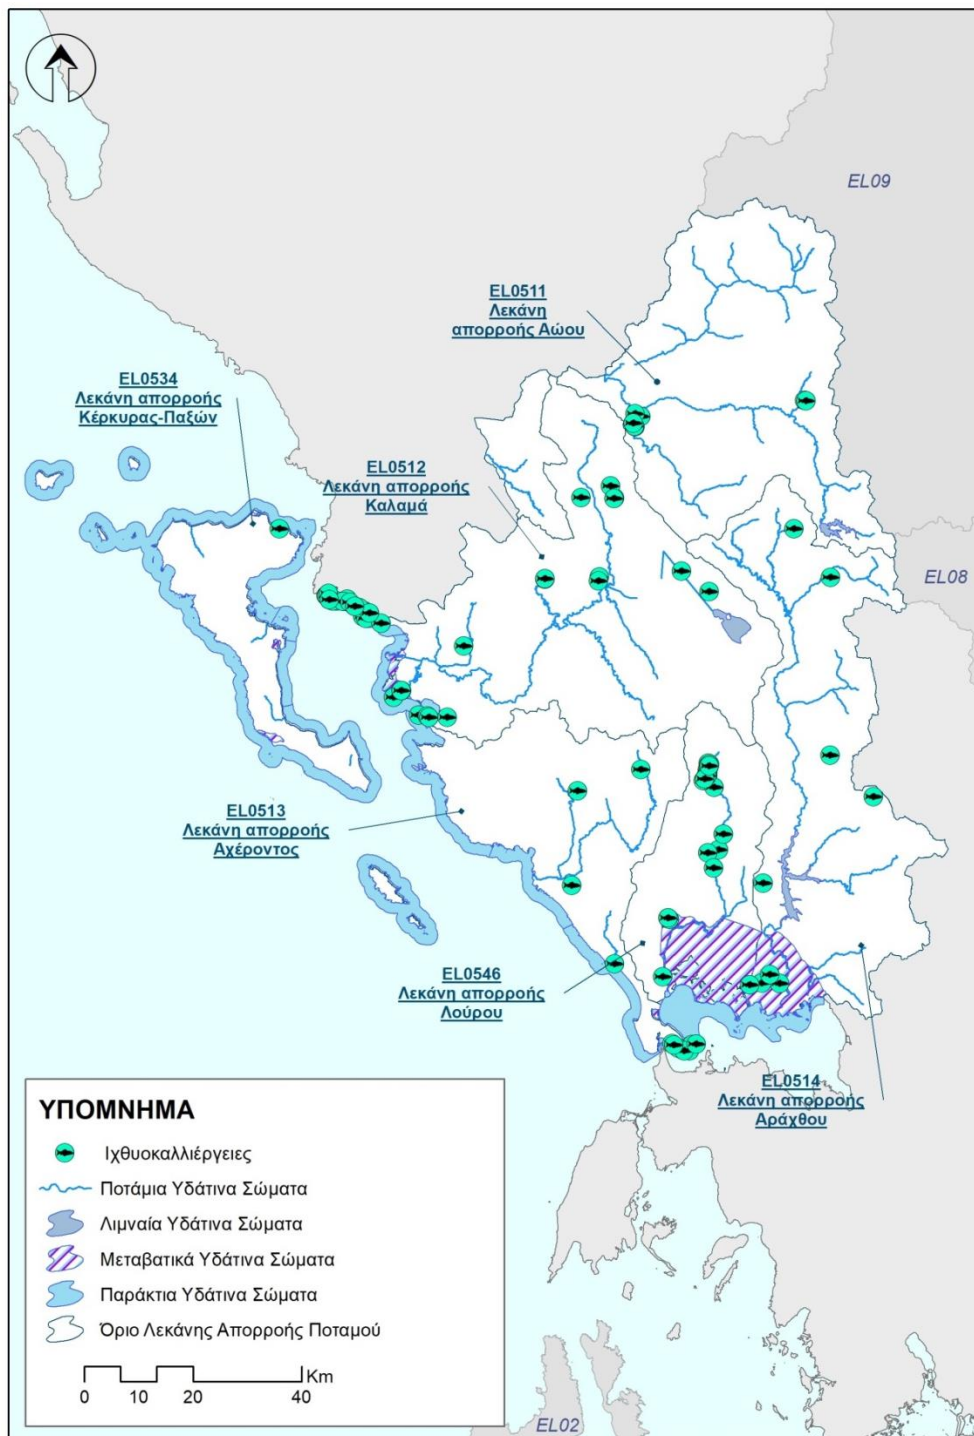 EL09
EL0511
Λεκάνη
απορροής Αώου
EL0534
Λεκάνη απορροής
Κέρκυρας-Παξών
EL0512
Λεκάνη απορροής
Καλαμά
EL08
EL0513
Λεκάνη απορροής
Αχέροντος
EL0546
Λεκάνη απορροής
Λούρου
EL0514
Λεκάνη απορροής
Αράχθου
ΥΠΟΜΝΗΜΑ
Ιχθυοκαλλιέργειες
Ποτάμια Υδάτινα Σώματα
Λιμναία Υδάτινα Σώματα
Μεταβατικά Υδάτινα Σώματα
Παράκτια Υδάτινα Σώματα
Όριο Λεκάνης Απορροής Ποταμού
Km
0 10 20 40
EL02